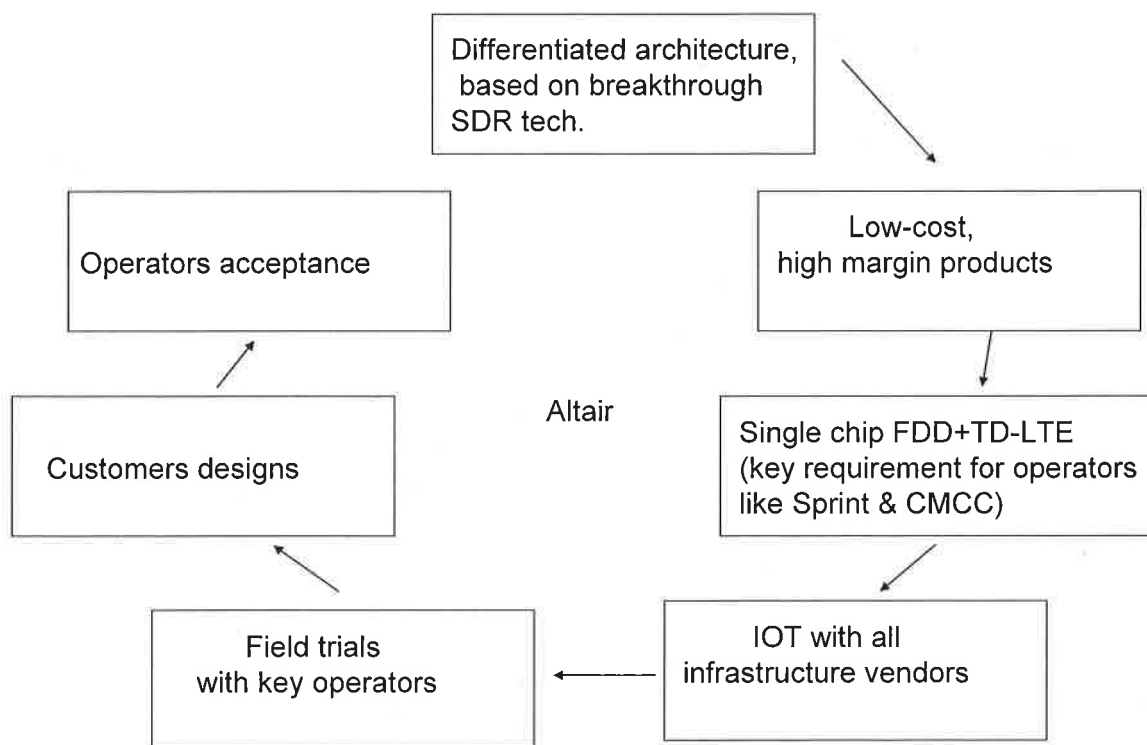 Differentiated architecture,
based on breakthrough
SDR tech.
Low-cost,
high margin products
Single chip FDD+TD-LTE
(key requirement for operators
like Sprint & CMCC)
IOT with all
infrastructure vendors
Field trials
with key operators
Customers designs
Operators acceptance
Altair